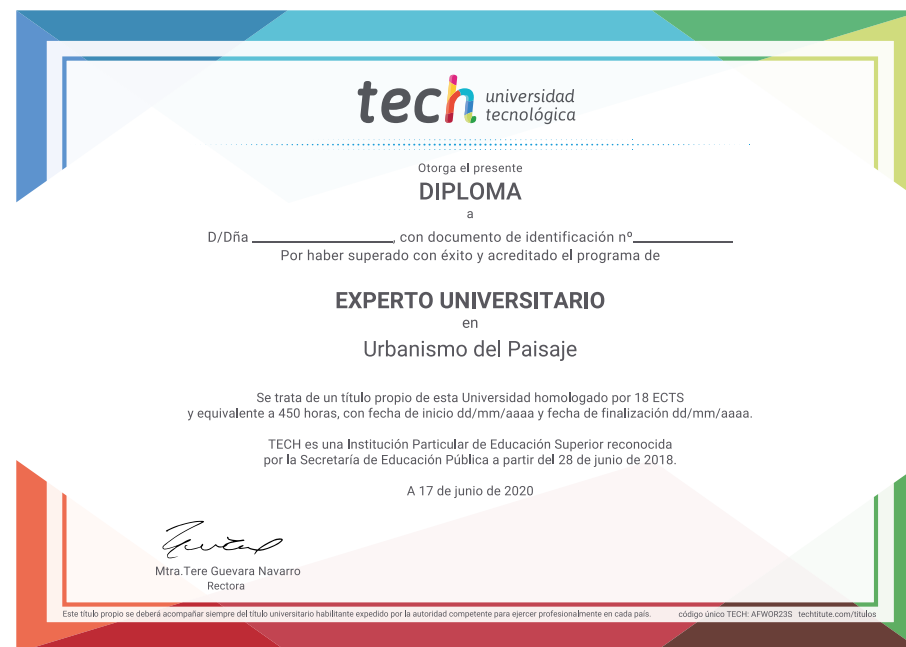 tech universidad
tecnológica
Otorga el presente
DIPLOMA
a
D/Dña ____________________, con documento de identificación nº______________
Por haber superado con éxito y acreditado el programa de
EXPERTO UNIVERSITARIO
en
Urbanismo del Paisaje
Se trata de un título propio de esta Universidad homologado por 18 ECTS
y equivalente a 450 horas, con fecha de inicio dd/mm/aaaa y fecha de finalización dd/mm/aaaa.
TECH es una Institución Particular de Educación Superior reconocida
por la Secretaría de Educación Pública a partir del 28 de junio de 2018.
A 17 de junio de 2020
Mtra.Tere Guevara Navarro
Rectora
Este título propio se deberá acompañar siempre del título universitario habilitante expedido por la autoridad competente para ejercer profesionalmente en cada país. código único TECH: AFWOR23S techtitute.com/titulos